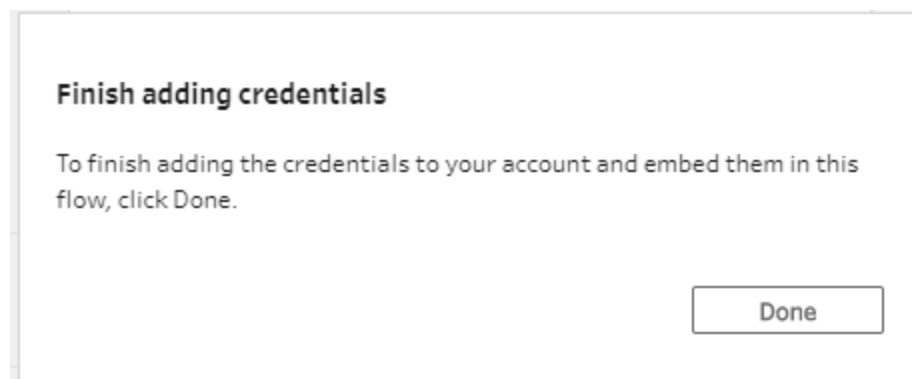 Finish adding credentials
To finish adding the credentials to your account and embed them in this
flow, click Done.
Done